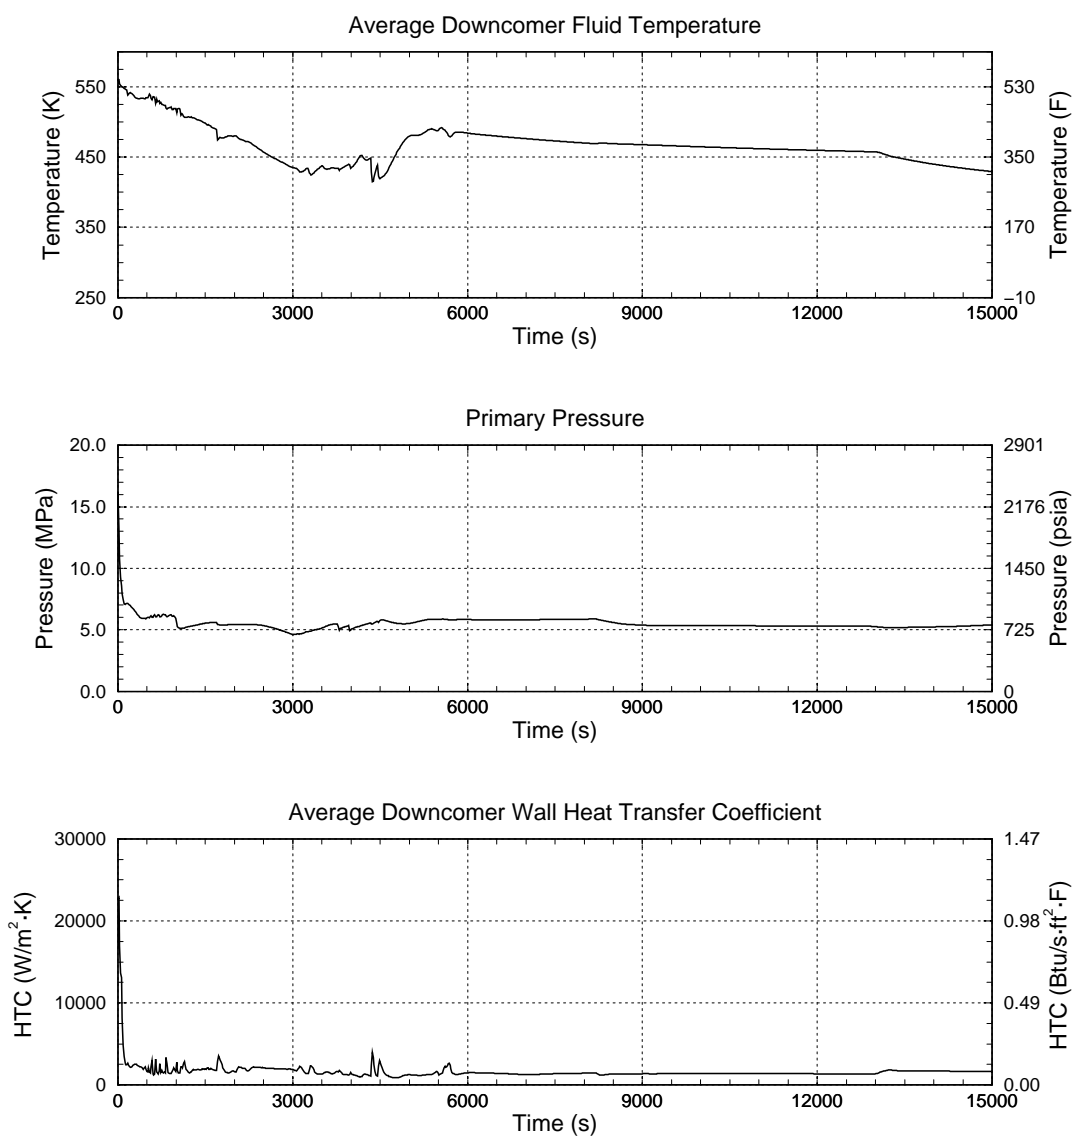 Average Downcomer Fluid Temperature
550
450
350
250
Temperature (K)
530
350
170
−10
Temperature (F)
0 3000 6000 9000 12000 15000
Time (s)
Primary Pressure
20.0
15.0
10.0
5.0
0.0
Pressure (MPa)
2901
2176
1450
725
0
Pressure (psia)
0 3000 6000 9000 12000 15000
Time (s)
Average Downcomer Wall Heat Transfer Coefficient
30000
20000
10000
0
HTC (W/m²·K)
1.47
0.98
0.49
0.00
HTC (Btu/s·ft²·F)
0 3000 6000 9000 12000 15000
Time (s)